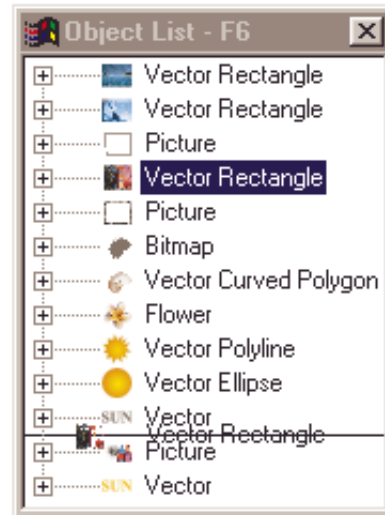 Object List - F6
Vector Rectangle
Vector Rectangle
Picture
Vector Rectangle
Picture
Bitmap
Vector Curved Polygon
Flower
Vector Polyline
Vector Ellipse
SUN Vector
Vector Rectangle
Picture
SUN Vector